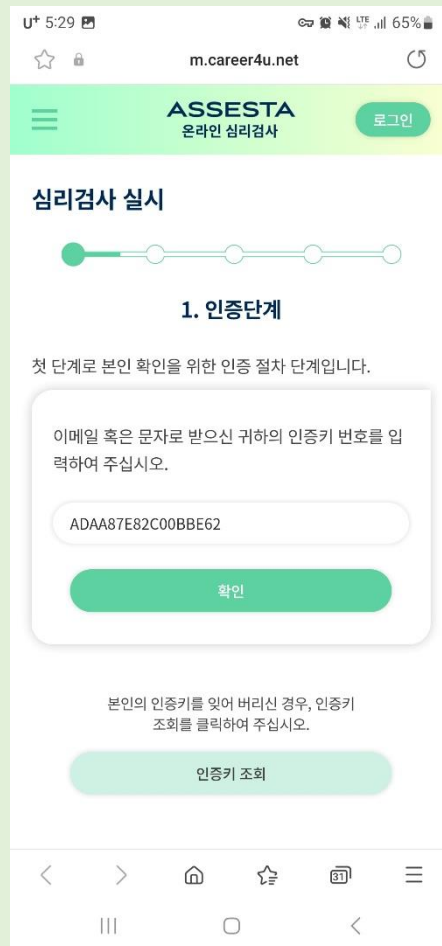 U+ 5:29 LTE 65%
m.career4u.net
ASSESTA
온라인 심리검사
로그인
심리검사 실시
1. 인증단계
첫 단계로 본인 확인을 위한 인증 절차 단계입니다.
이메일 혹은 문자로 받으신 귀하의 인증키 번호를 입
력하여 주십시오.
ADAA87E82C00BBE62
확인
본인의 인증키를 잊어 버리신 경우, 인증키
조회를 클릭하여 주십시오.
인증키 조회
31